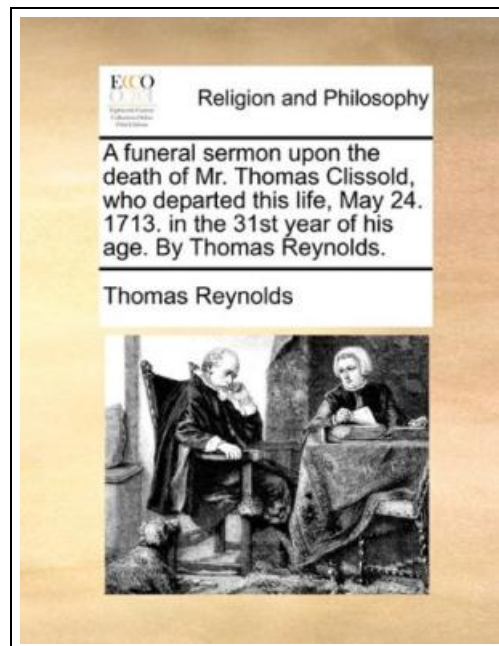 ECCO
Religion and Philosophy
A funeral sermon upon the
death of Mr. Thomas Clissold,
who departed this life, May 24.
1713. in the 31st year of his
age. By Thomas Reynolds.
Thomas Reynolds